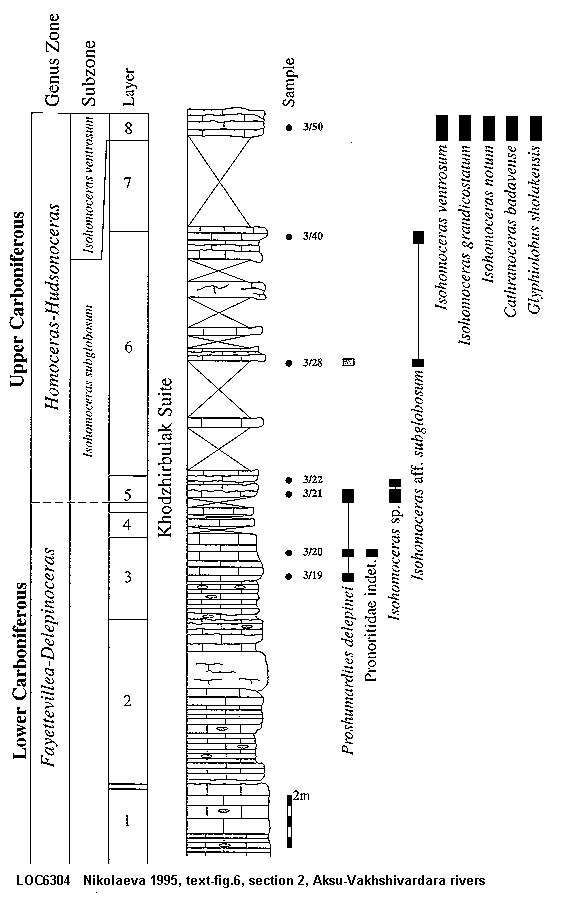 Genus Zone
Subzone
Layer
Sample
Upper Carboniferous
Lower Carboniferous
Homoceras-Hudsonoceras
Fayettevillea-Delepinoceras
Isohomoceras ventrosum
Isohomoceras subglobosum
8
7
6
5
4
3
2
1
Khodzhirbulak Suite
3/50
3/40
3/28
3/22
3/21
3/20
3/19
2m
Proshumardites delepinei
Pronoritidae indet.
Isohomoceras sp.
Isohomoceras aff. subglobosum
Isohomoceras ventrosum
Isohomoceras grandicostatum
Isohomoceras notum
Cathranoceras badavense
Glyphiolobus sholakensis
LOC6304 Nikolaeva 1995, text-fig.6, section 2, Aksu-Vakhshivardara rivers